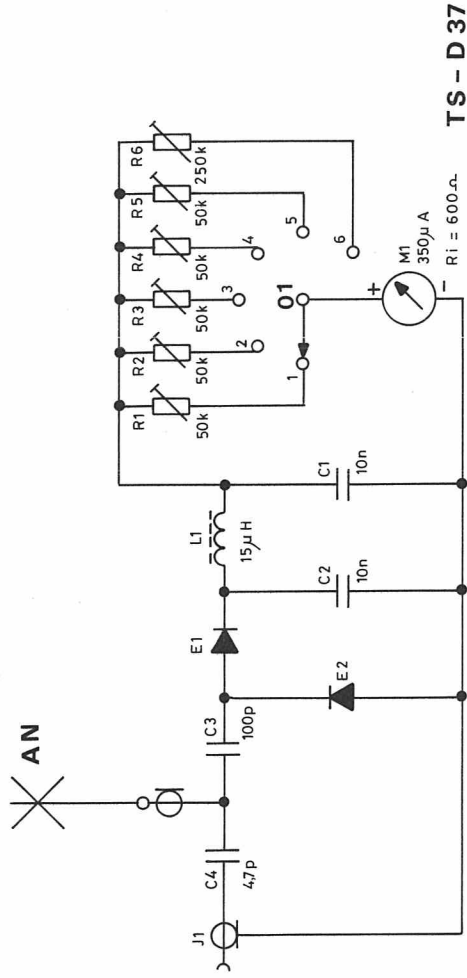 AN
J1
C4
4,7p
C3
100p
E1
E2
L1
15µH
C2
10n
C1
10n
R1
50k
R2
50k
R3
50k
R4
50k
R5
50k
R6
250k
1
2
3
4
5
6
01
+
M1
350µA
−
Ri = 600Ω
TS – D 37